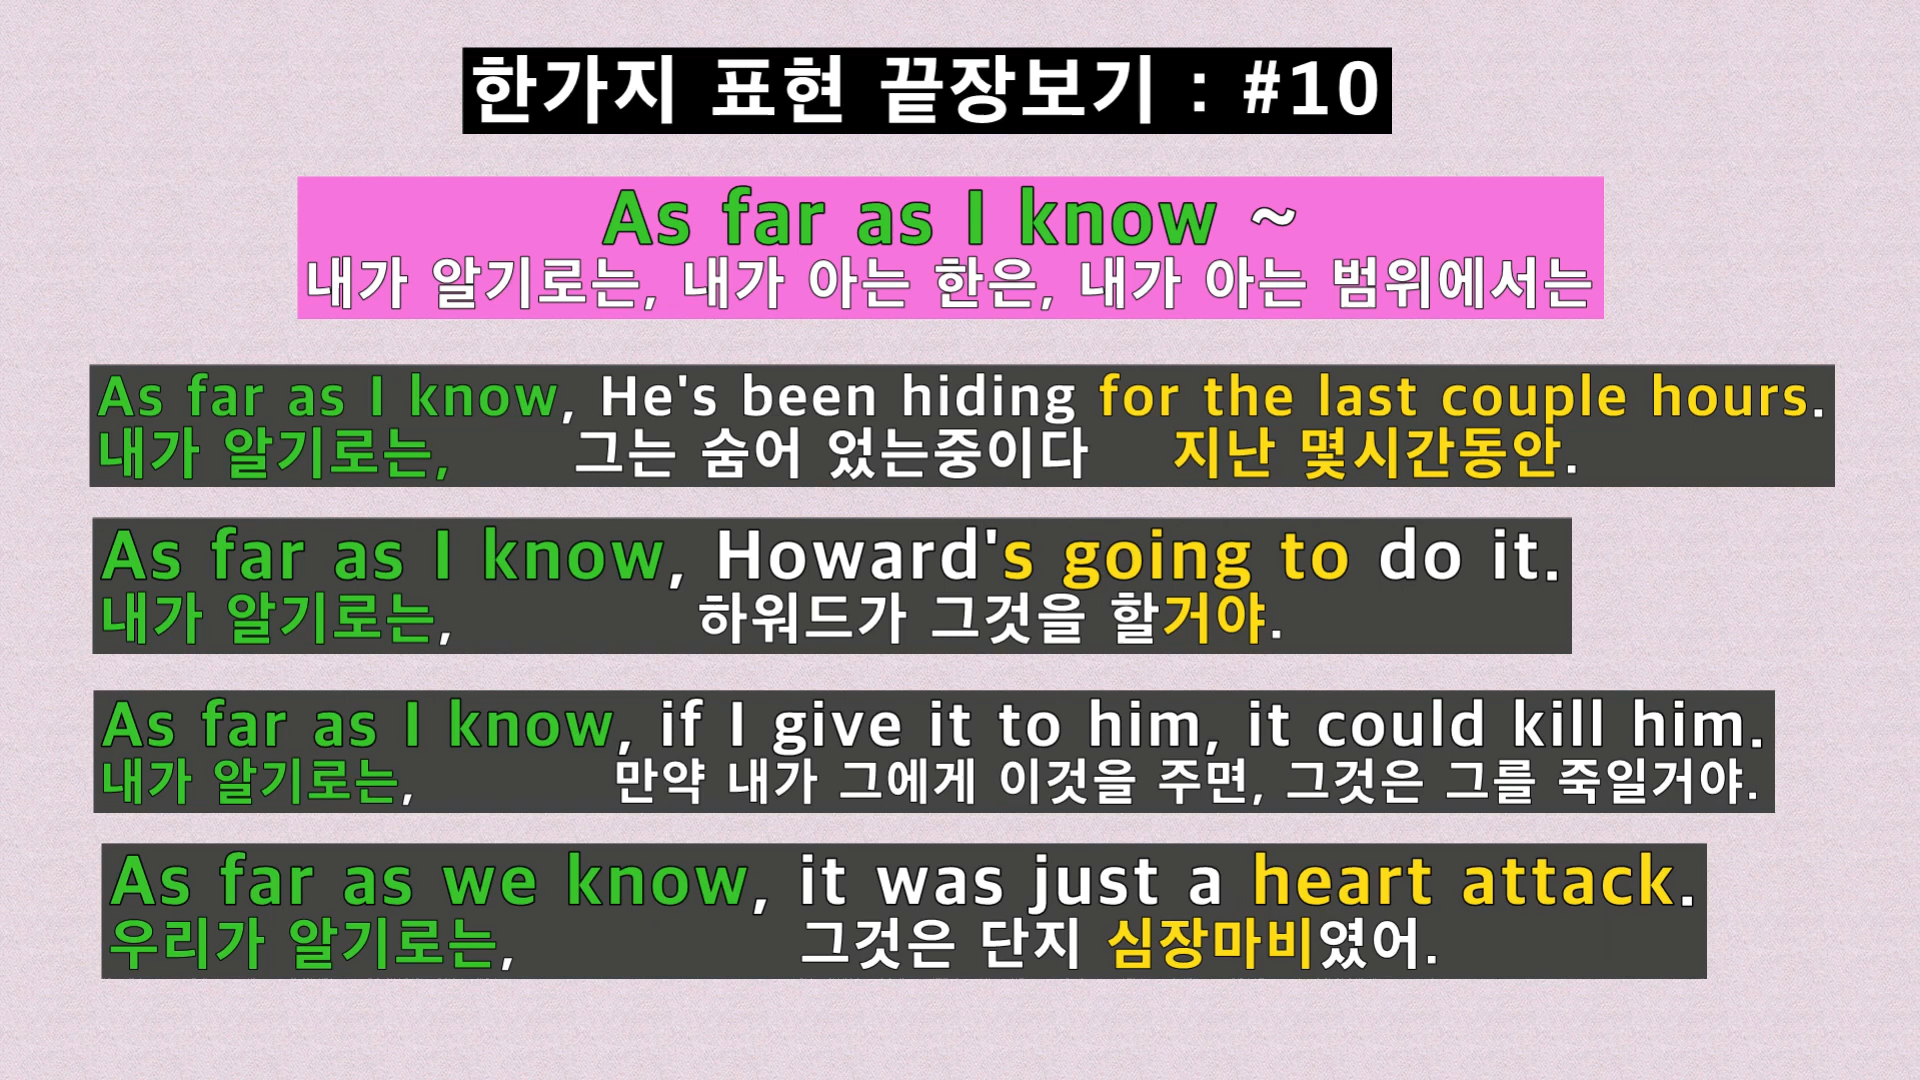 한가지 표현 끝장보기 : #10
As far as I know ~
내가 알기로는, 내가 아는 한은, 내가 아는 범위에서는
As far as I know, He's been hiding for the last couple hours.
내가 알기로는, 그는 숨어 었는중이다 지난 몇시간동안.
As far as I know, Howard's going to do it.
내가 알기로는, 하워드가 그것을 할거야.
As far as I know, if I give it to him, it could kill him.
내가 알기로는, 만약 내가 그에게 이것을 주면, 그것은 그를 죽일거야.
As far as we know, it was just a heart attack.
우리가 알기로는, 그것은 단지 심장마비였어.